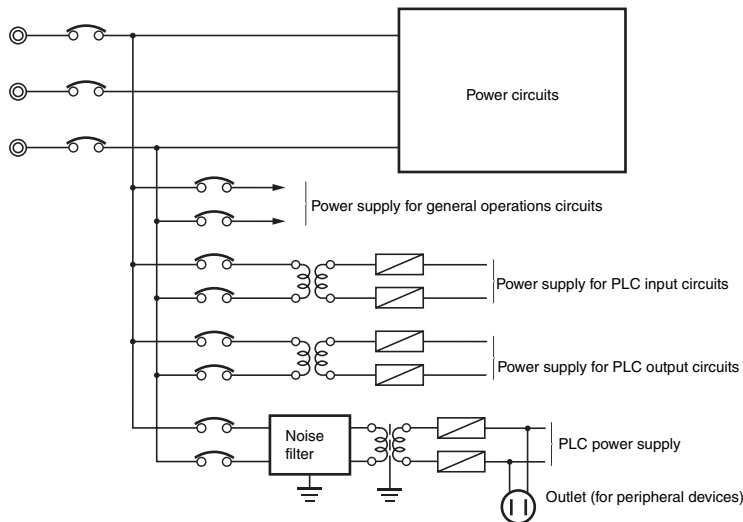 Power circuits
Power supply for general operations circuits
Power supply for PLC input circuits
Power supply for PLC output circuits
Noise
filter
PLC power supply
Outlet (for peripheral devices)